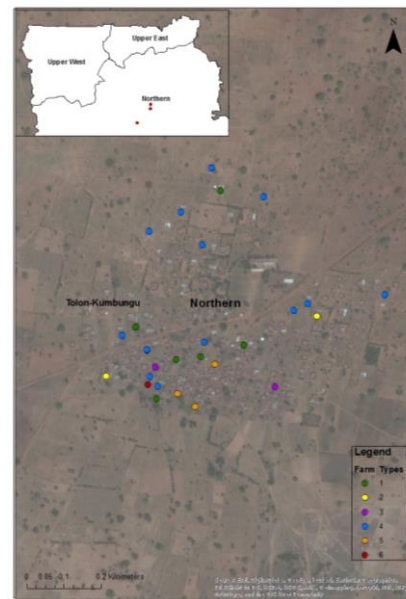 N
Upper East
Upper West
Northern
Tolon-Kumbungu
Northern
Legend
Farm Types
1
2
3
4
5
6
0 0.05 0.1 0.2 Kilometers